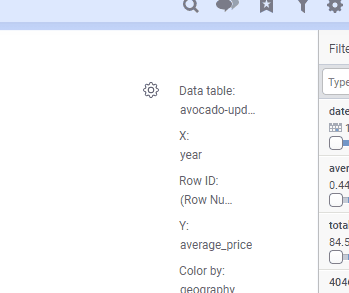 Data table:
avocado-upd...
X:
year
Row ID:
(Row Nu...
Y:
average_price
Color by:
geography
Filte
Type
date
1
aver
0.44
total
84.5
4046